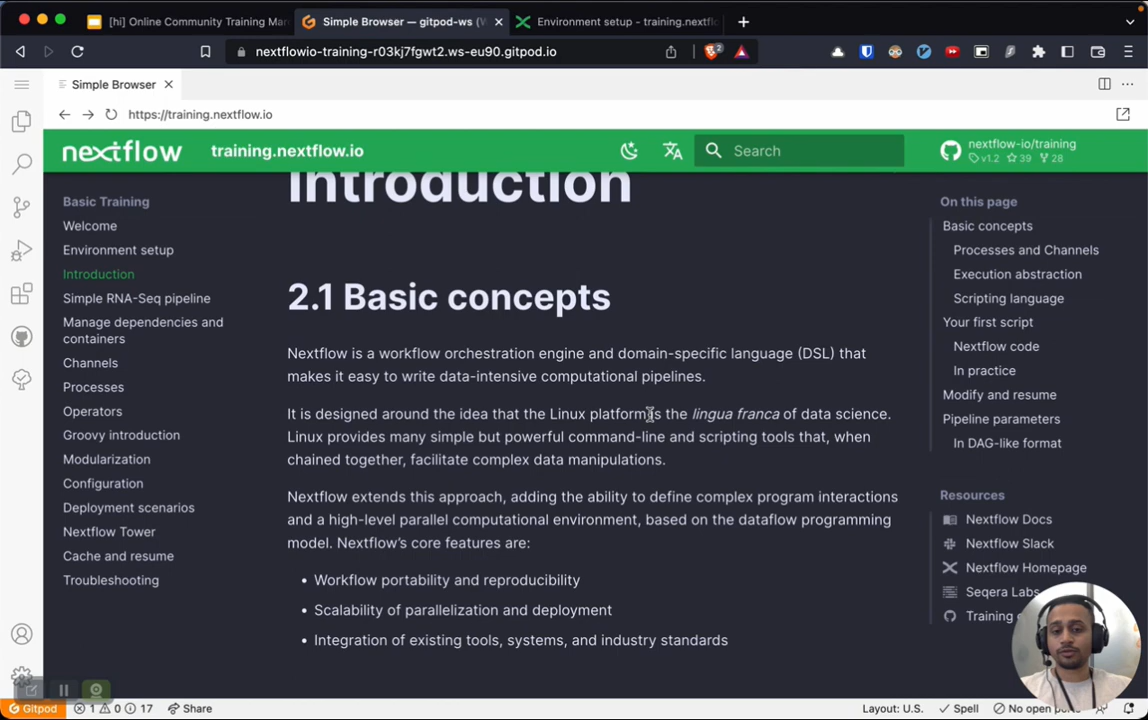 [hi] Online Community Training Mar
Simple Browser — gitpod-ws (
Environment setup - training.nextfl
nextflowio-training-r03kj7fgwt2.ws-eu90.gitpod.io
2
Simple Browser
https://training.nextflow.io
nextflow
training.nextflow.io
Search
nextflow-io/training
v1.2 39 28
Basic Training
Welcome
Environment setup
Introduction
Simple RNA-Seq pipeline
Manage dependencies and
containers
Channels
Processes
Operators
Groovy introduction
Modularization
Configuration
Deployment scenarios
Nextflow Tower
Cache and resume
Troubleshooting
Introduction
2.1 Basic concepts
Nextflow is a workflow orchestration engine and domain-specific language (DSL) that
makes it easy to write data-intensive computational pipelines.
It is designed around the idea that the Linux platform is the lingua franca of data science.
Linux provides many simple but powerful command-line and scripting tools that, when
chained together, facilitate complex data manipulations.
Nextflow extends this approach, adding the ability to define complex program interactions
and a high-level parallel computational environment, based on the dataflow programming
model. Nextflow's core features are:
• Workflow portability and reproducibility
• Scalability of parallelization and deployment
• Integration of existing tools, systems, and industry standards
On this page
Basic concepts
Processes and Channels
Execution abstraction
Scripting language
Your first script
Nextflow code
In practice
Modify and resume
Pipeline parameters
In DAG-like format
Resources
Nextflow Docs
Nextflow Slack
Nextflow Homepage
Seqera Labs
Training
Gitpod
1 0 17
Share
Layout: U.S.
Spell
No open